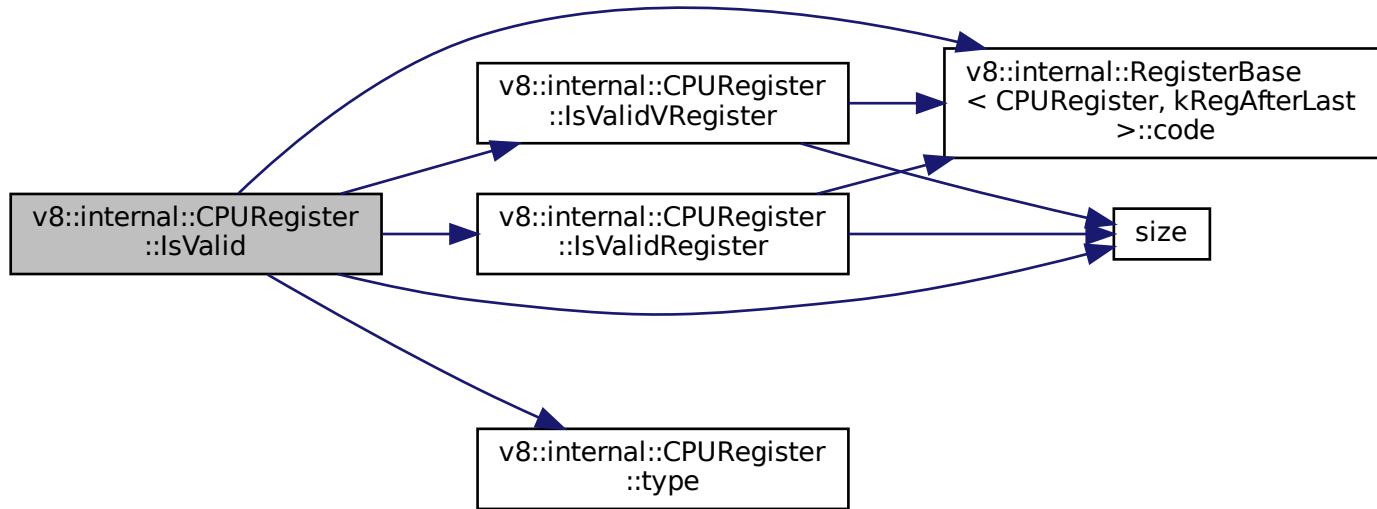 v8::internal::CPURegister
::IsValid
v8::internal::CPURegister
::IsValidVRegister
v8::internal::RegisterBase
< CPURegister, kRegAfterLast
>::code
v8::internal::CPURegister
::IsValidRegister
size
v8::internal::CPURegister
::type